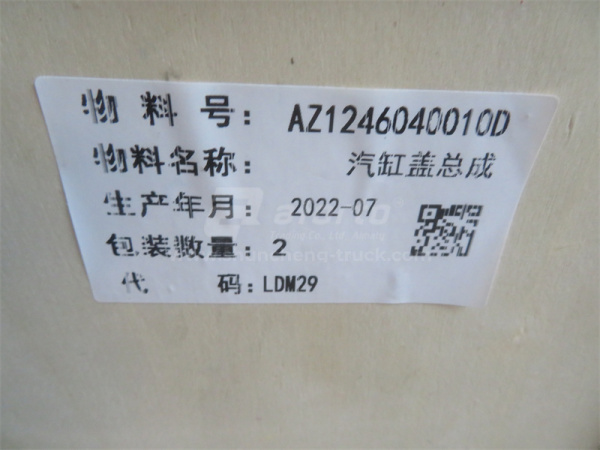 物 料 号: AZ1246040010D
物料名称: 汽缸盖总成
生产年月: 2022-07
包装数量: 2
代 码: LDM29